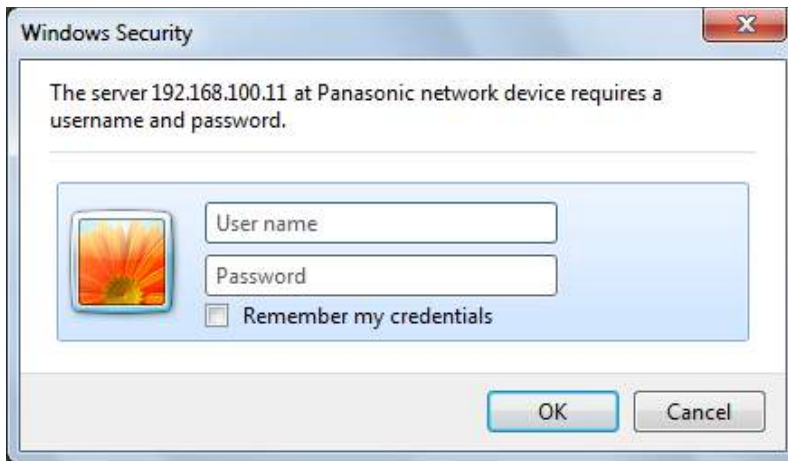 Windows Security
The server 192.168.100.11 at Panasonic network device requires a
username and password.
User name
Password
Remember my credentials
OK
Cancel